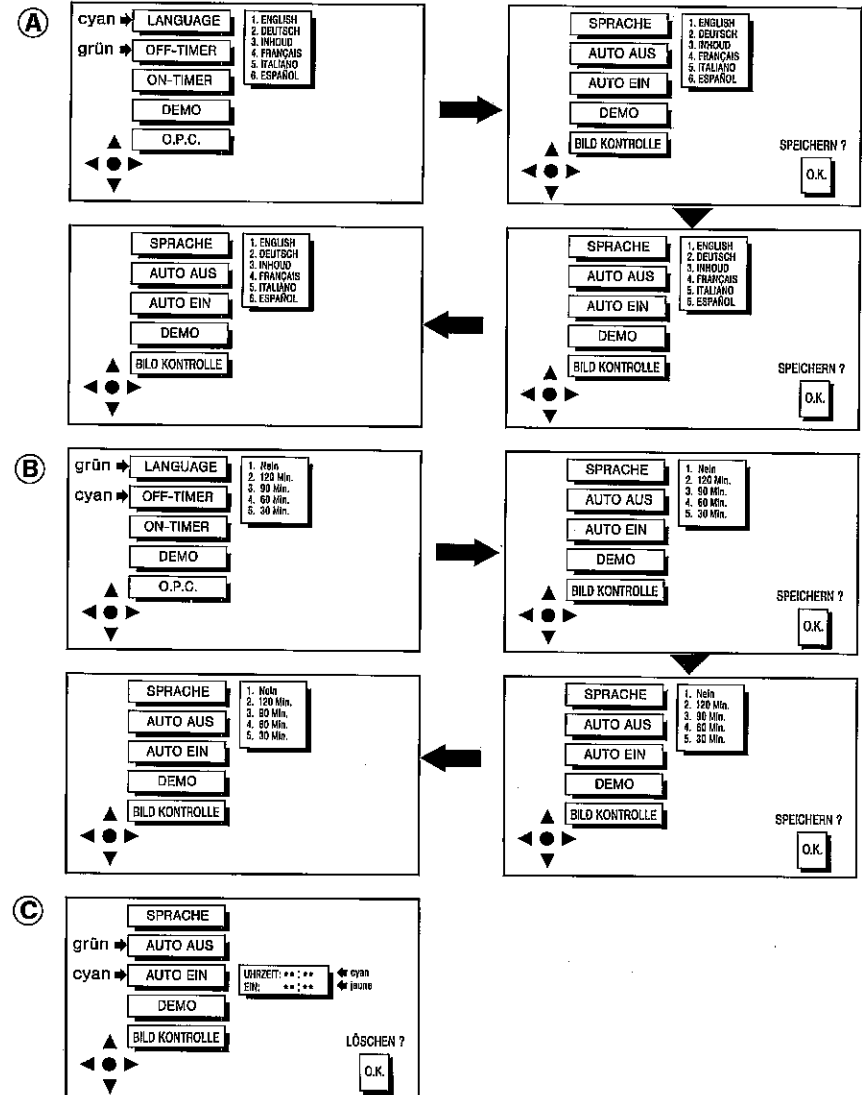 A
cyan LANGUAGE
grün OFF-TIMER
ON-TIMER
DEMO
O.P.C.
1. ENGLISH
2. DEUTSCH
3. INHOUD
4. FRANÇAIS
5. ITALIANO
6. ESPAÑOL
SPRACHE
AUTO AUS
AUTO EIN
DEMO
BILD KONTROLLE
1. ENGLISH
2. DEUTSCH
3. INHOUD
4. FRANÇAIS
5. ITALIANO
6. ESPAÑOL
SPEICHERN ?
O.K.
SPRACHE
AUTO AUS
AUTO EIN
DEMO
BILD KONTROLLE
1. ENGLISH
2. DEUTSCH
3. INHOUD
4. FRANÇAIS
5. ITALIANO
6. ESPAÑOL
SPRACHE
AUTO AUS
AUTO EIN
DEMO
BILD KONTROLLE
1. ENGLISH
2. DEUTSCH
3. INHOUD
4. FRANÇAIS
5. ITALIANO
6. ESPAÑOL
SPEICHERN ?
O.K.
B
grün LANGUAGE
cyan OFF-TIMER
ON-TIMER
DEMO
O.P.C.
1. Nein
2. 120 Min.
3. 90 Min.
4. 60 Min.
5. 30 Min.
SPRACHE
AUTO AUS
AUTO EIN
DEMO
BILD KONTROLLE
1. Nein
2. 120 Min.
3. 90 Min.
4. 60 Min.
5. 30 Min.
SPEICHERN ?
O.K.
SPRACHE
AUTO AUS
AUTO EIN
DEMO
BILD KONTROLLE
1. Nein
2. 120 Min.
3. 90 Min.
4. 60 Min.
5. 30 Min.
SPRACHE
AUTO AUS
AUTO EIN
DEMO
BILD KONTROLLE
1. Nein
2. 120 Min.
3. 90 Min.
4. 60 Min.
5. 30 Min.
SPEICHERN ?
O.K.
C
SPRACHE
grün AUTO AUS
cyan AUTO EIN
DEMO
BILD KONTROLLE
UHRZEIT: **:** cyan
EIN: **:** jaune
LÖSCHEN ?
O.K.